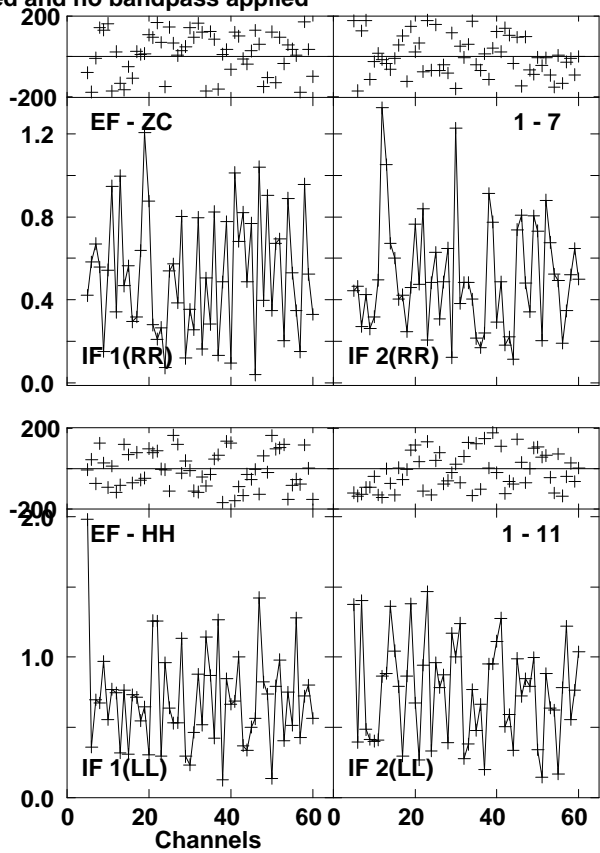 ed and no bandpass applied
200
-200
EF - ZC
1 - 7
1.2
0.8
0.4
0.0
IF 1(RR)
IF 2(RR)
200
-200
2.0
EF - HH
1 - 11
1.0
0.0
IF 1(LL)
IF 2(LL)
0 20 40 60 0 20 40 60
Channels